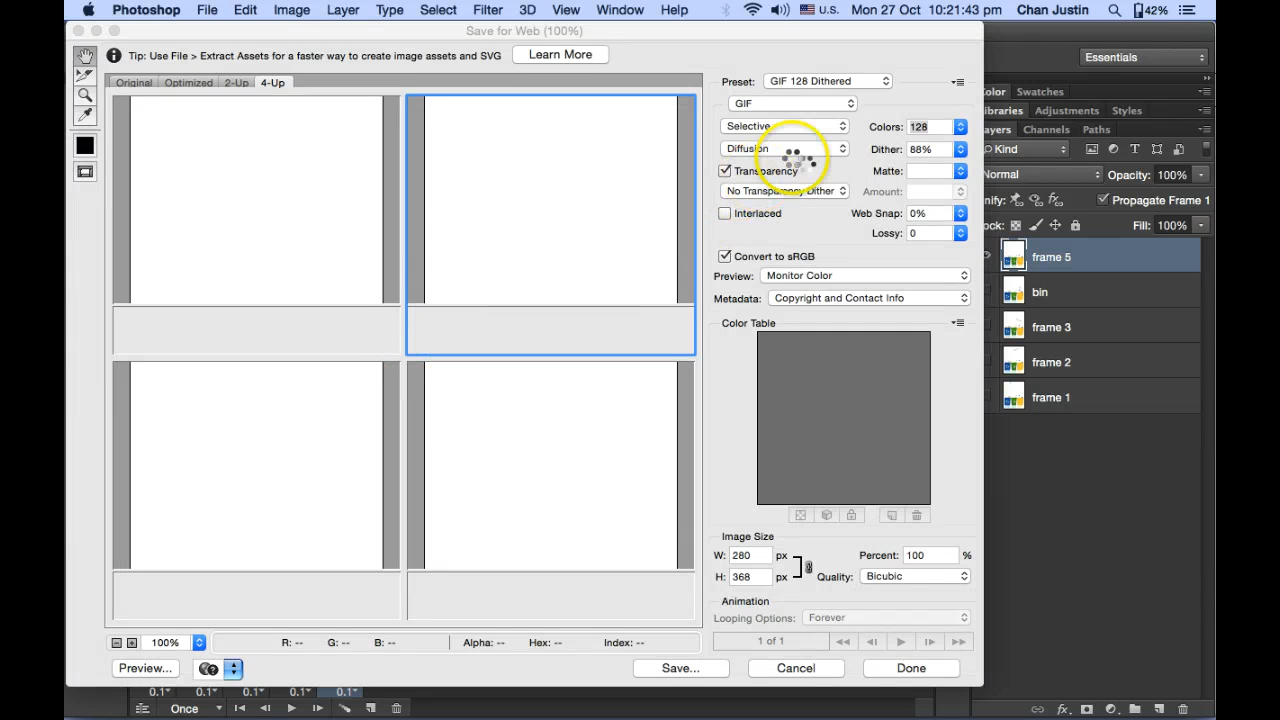 Photoshop File Edit Image Layer Type Select Filter 3D View Window Help U.S. Mon 27 Oct 10:21:43 pm Chan Justin 42%
Save for Web (100%)
Tip: Use File > Extract Assets for a faster way to create image assets and SVG Learn More
Essentials
Original Optimized 2-Up 4-Up
Preset: GIF 128 Dithered
GIF
Selective Colors: 128
Diffusion Dither: 88%
Transparency Matte:
No Transparency Dither Amount:
Interlaced Web Snap: 0%
Lossy: 0
Convert to sRGB
Preview: Monitor Color
Metadata: Copyright and Contact Info
Color Table
Image Size
W: 280 px Percent: 100 %
H: 368 px Quality: Bicubic
Animation
Looping Options: Forever
1 of 1
100% R: -- G: -- B: -- Alpha: -- Hex: -- Index: --
Preview... Save... Cancel Done
Color Swatches
Libraries Adjustments Styles
ayers Channels Paths
Kind
Normal Opacity: 100%
nify: Propagate Frame 1
ock: Fill: 100%
frame 5
bin
frame 3
frame 2
frame 1
0.1 0.1 0.1 0.1 0.1
Once